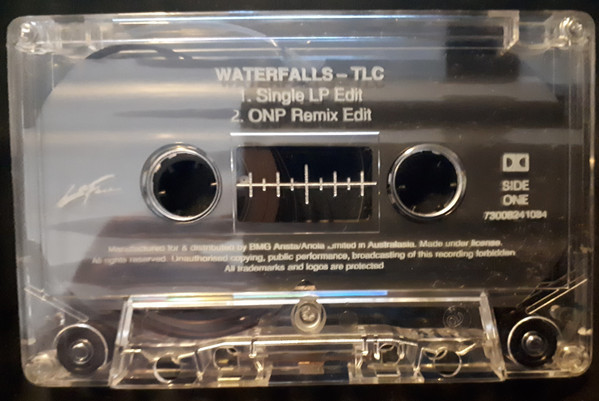 WATERFALLS – TLC
1. Single LP Edit
2. ONP Remix Edit
LaFace
SIDE
ONE
73008241084
Manufactured for & distributed by BMG Arista/Ariola Limited in Australasia. Made under license.
All rights reserved. Unauthorised copying, public performance, broadcasting of this recording forbidden
All trademarks and logos are protected